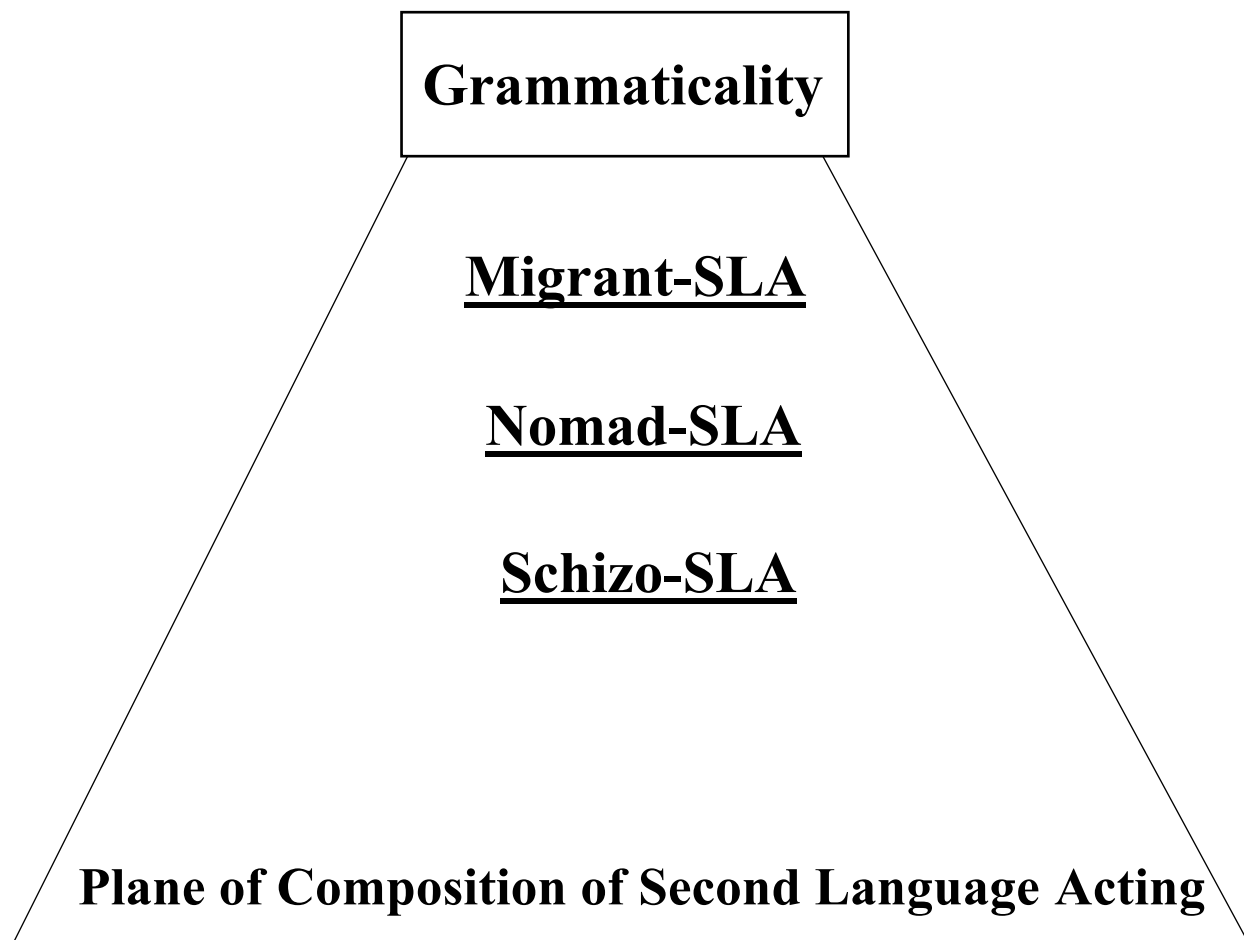 Grammaticality
Migrant-SLA
Nomad-SLA
Schizo-SLA
Plane of Composition of Second Language Acting